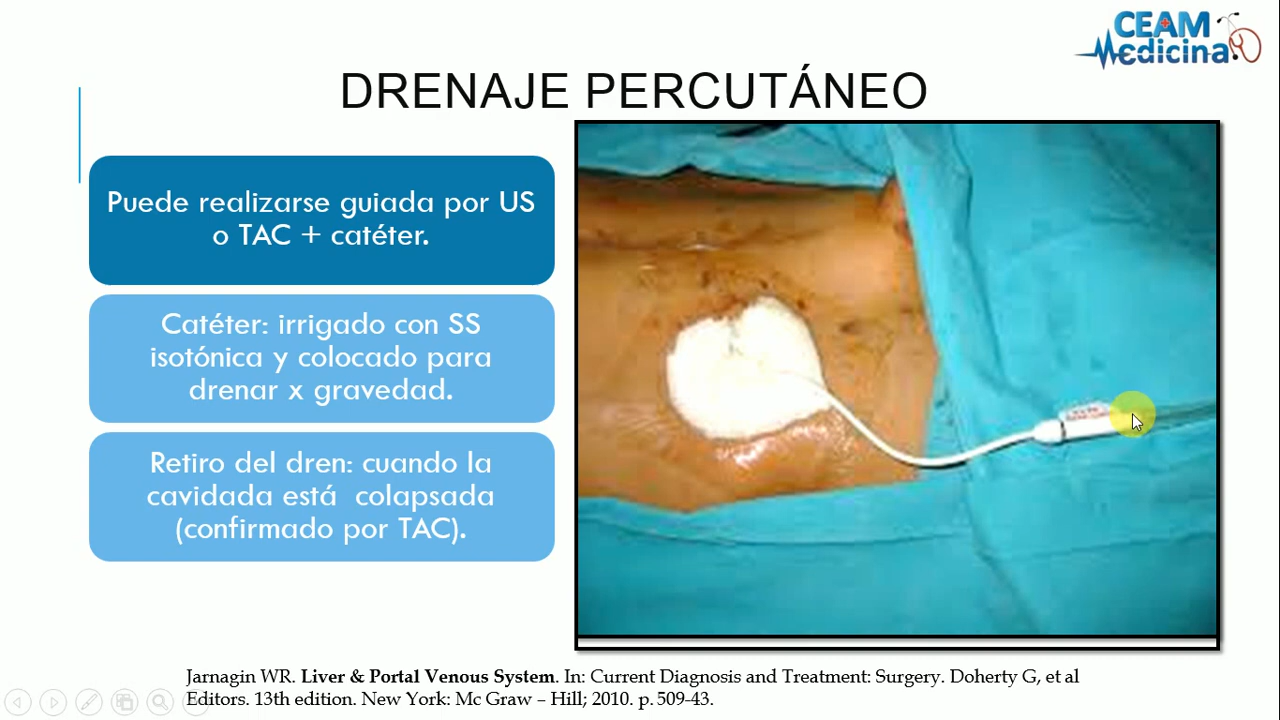 CEAM
Medicina
DRENAJE PERCUTÁNEO
Puede realizarse guiada por US
o TAC + catéter.
Catéter: irrigado con SS
isotónica y colocado para
drenar x gravedad.
Retiro del dren: cuando la
cavidada está colapsada
(confirmado por TAC).
Jarnagin WR. Liver & Portal Venous System. In: Current Diagnosis and Treatment: Surgery. Doherty G, et al
Editors. 13th edition. New York: Mc Graw – Hill; 2010. p. 509-43.